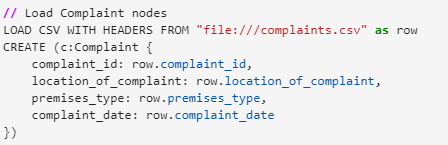 // Load Complaint nodes
LOAD CSV WITH HEADERS FROM "file:///complaints.csv" as row
CREATE (c:Complaint {
    complaint_id: row.complaint_id,
    location_of_complaint: row.location_of_complaint,
    premises_type: row.premises_type,
    complaint_date: row.complaint_date
})